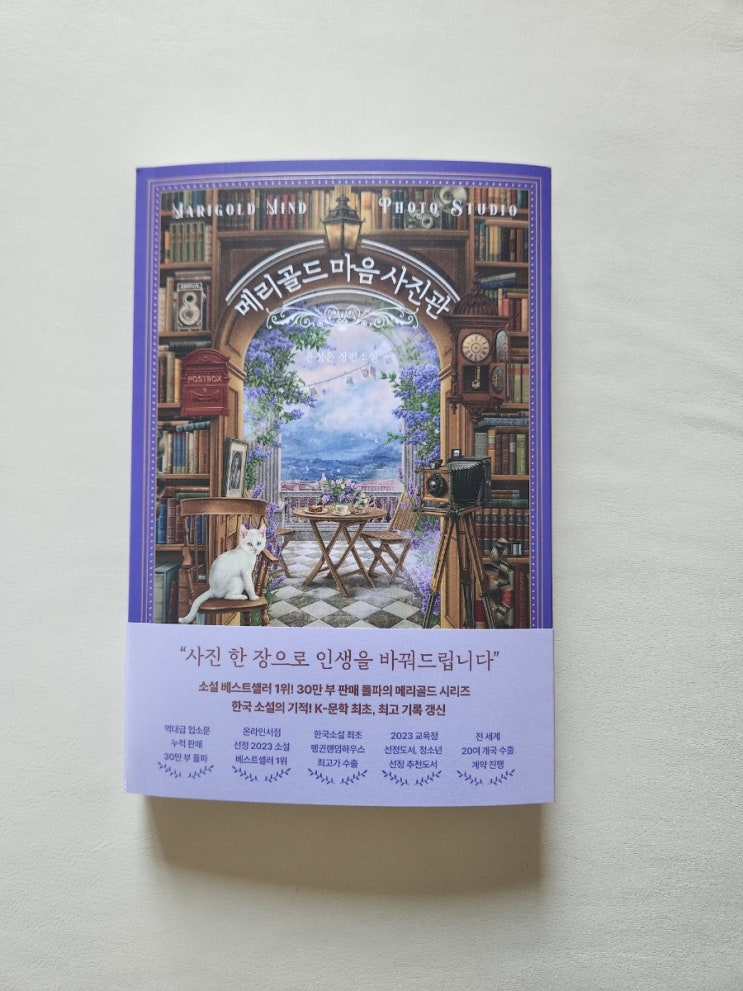 MARIGOLD MIND PHOTO STUDIO
메리골드 마음 사진관
윤정은 장편소설
POSTBOX
“사진 한 장으로 인생을 바꿔드립니다”
소설 베스트셀러 1위! 30만 부 판매 돌파의 메리골드 시리즈
한국 소설의 기적! K-문학 최초, 최고 기록 갱신
역대급 입소문
누적 판매
30만 부 돌파
온라인서점
선정 2023 소설
베스트셀러 1위
한국소설 최초
펭귄랜덤하우스
최고가 수출
2023 교육청
선정도서, 청소년
선정 추천도서
전 세계
20여 개국 수출
계약 진행